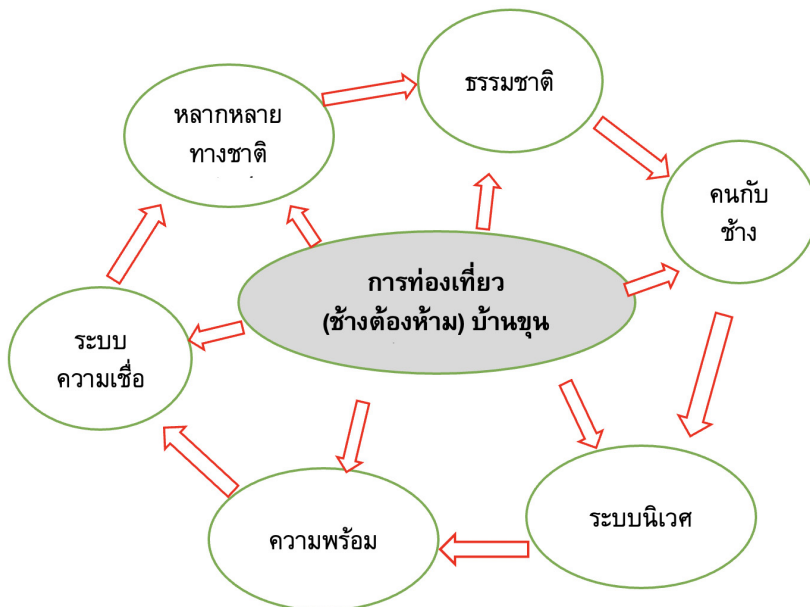 ธรรมชาติ
หลากหลาย
ทางชาติ
คนกับ
ช้าง
การท่องเที่ยว
(ช้างต้องห้าม) บ้านขุน
ระบบ
ความเชื่อ
ระบบนิเวศ
ความพร้อม